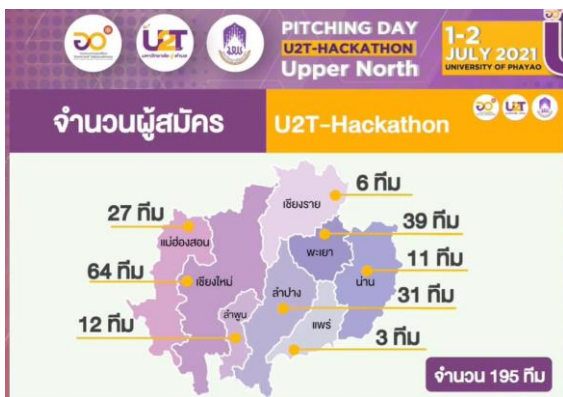 U2T
PITCHING DAY
U2T-HACKATHON
Upper North
1-2
JULY 2021
UNIVERSITY OF PHAYAO
จำนวนผู้สมัคร
U2T-Hackathon
U2T
6 ทีม
เชียงราย
27 ทีม
39 ทีม
แม่ฮ่องสอน
พะเยา
11 ทีม
64 ทีม
เชียงใหม่
น่าน
ลำปาง
31 ทีม
12 ทีม
ลำพูน
แพร่
3 ทีม
จำนวน 195 ทีม